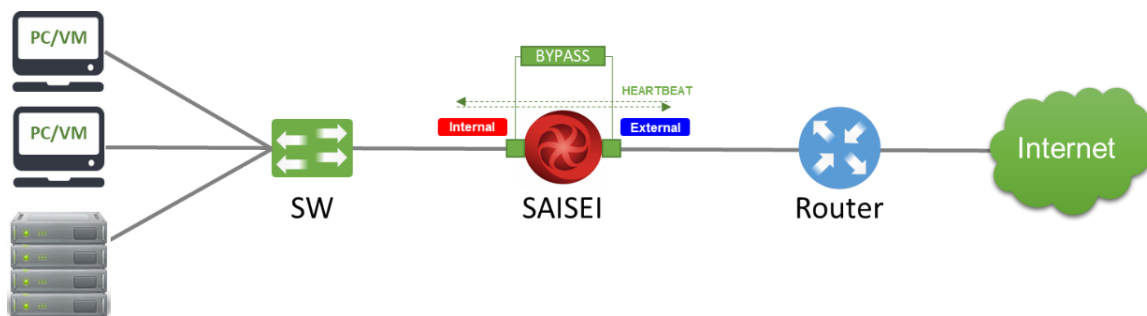 PC/VM
BYPASS
HEARTBEAT
PC/VM
Internal
External
Internet
SW
SAISEI
Router